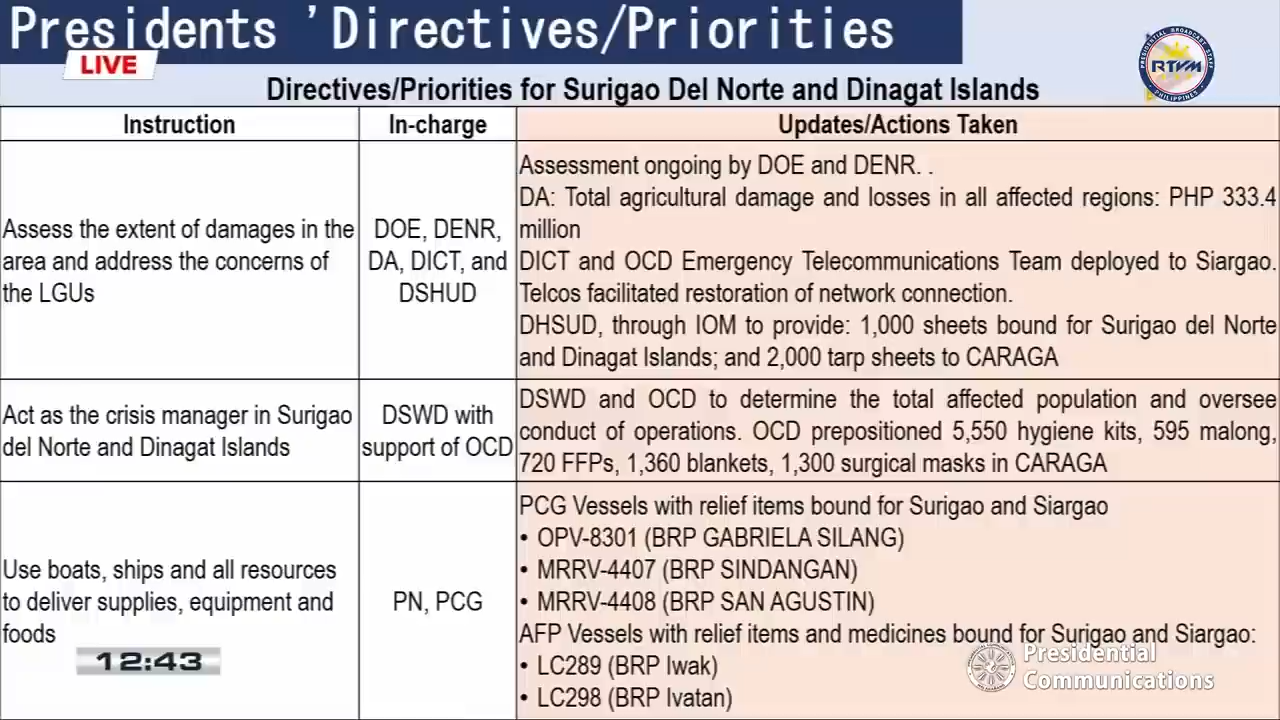 Presidents 'Directives/Priorities
LIVE
PRESIDENTIAL BROADCAST STAFF
RTVM
PHILIPPINES
Directives/Priorities for Surigao Del Norte and Dinagat Islands
Instruction
In-charge
Updates/Actions Taken
Assess the extent of damages in the
area and address the concerns of
the LGUs
DOE, DENR,
DA, DICT, and
DSHUD
Assessment ongoing by DOE and DENR. .
DA: Total agricultural damage and losses in all affected regions: PHP 333.4
million
DICT and OCD Emergency Telecommunications Team deployed to Siargao.
Telcos facilitated restoration of network connection.
DHSUD, through IOM to provide: 1,000 sheets bound for Surigao del Norte
and Dinagat Islands; and 2,000 tarp sheets to CARAGA
Act as the crisis manager in Surigao
del Norte and Dinagat Islands
DSWD with
support of OCD
DSWD and OCD to determine the total affected population and oversee
conduct of operations. OCD prepositioned 5,550 hygiene kits, 595 malong,
720 FFPs, 1,360 blankets, 1,300 surgical masks in CARAGA
Use boats, ships and all resources
to deliver supplies, equipment and
foods
PN, PCG
PCG Vessels with relief items bound for Surigao and Siargao
• OPV-8301 (BRP GABRIELA SILANG)
• MRRV-4407 (BRP SINDANGAN)
• MRRV-4408 (BRP SAN AGUSTIN)
AFP Vessels with relief items and medicines bound for Surigao and Siargao:
• LC289 (BRP Iwak)
• LC298 (BRP Ivatan)
12:43
Presidential
Communications